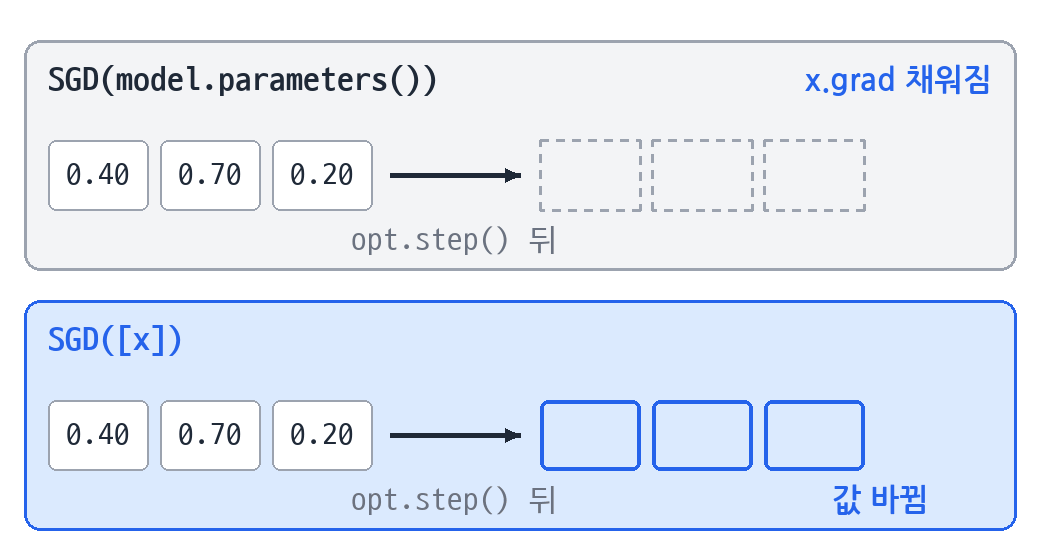 SGD(model.parameters())
x.grad 채워짐
0.40 0.70 0.20
opt.step() 뒤
SGD([x])
0.40 0.70 0.20
opt.step() 뒤
값 바뀜